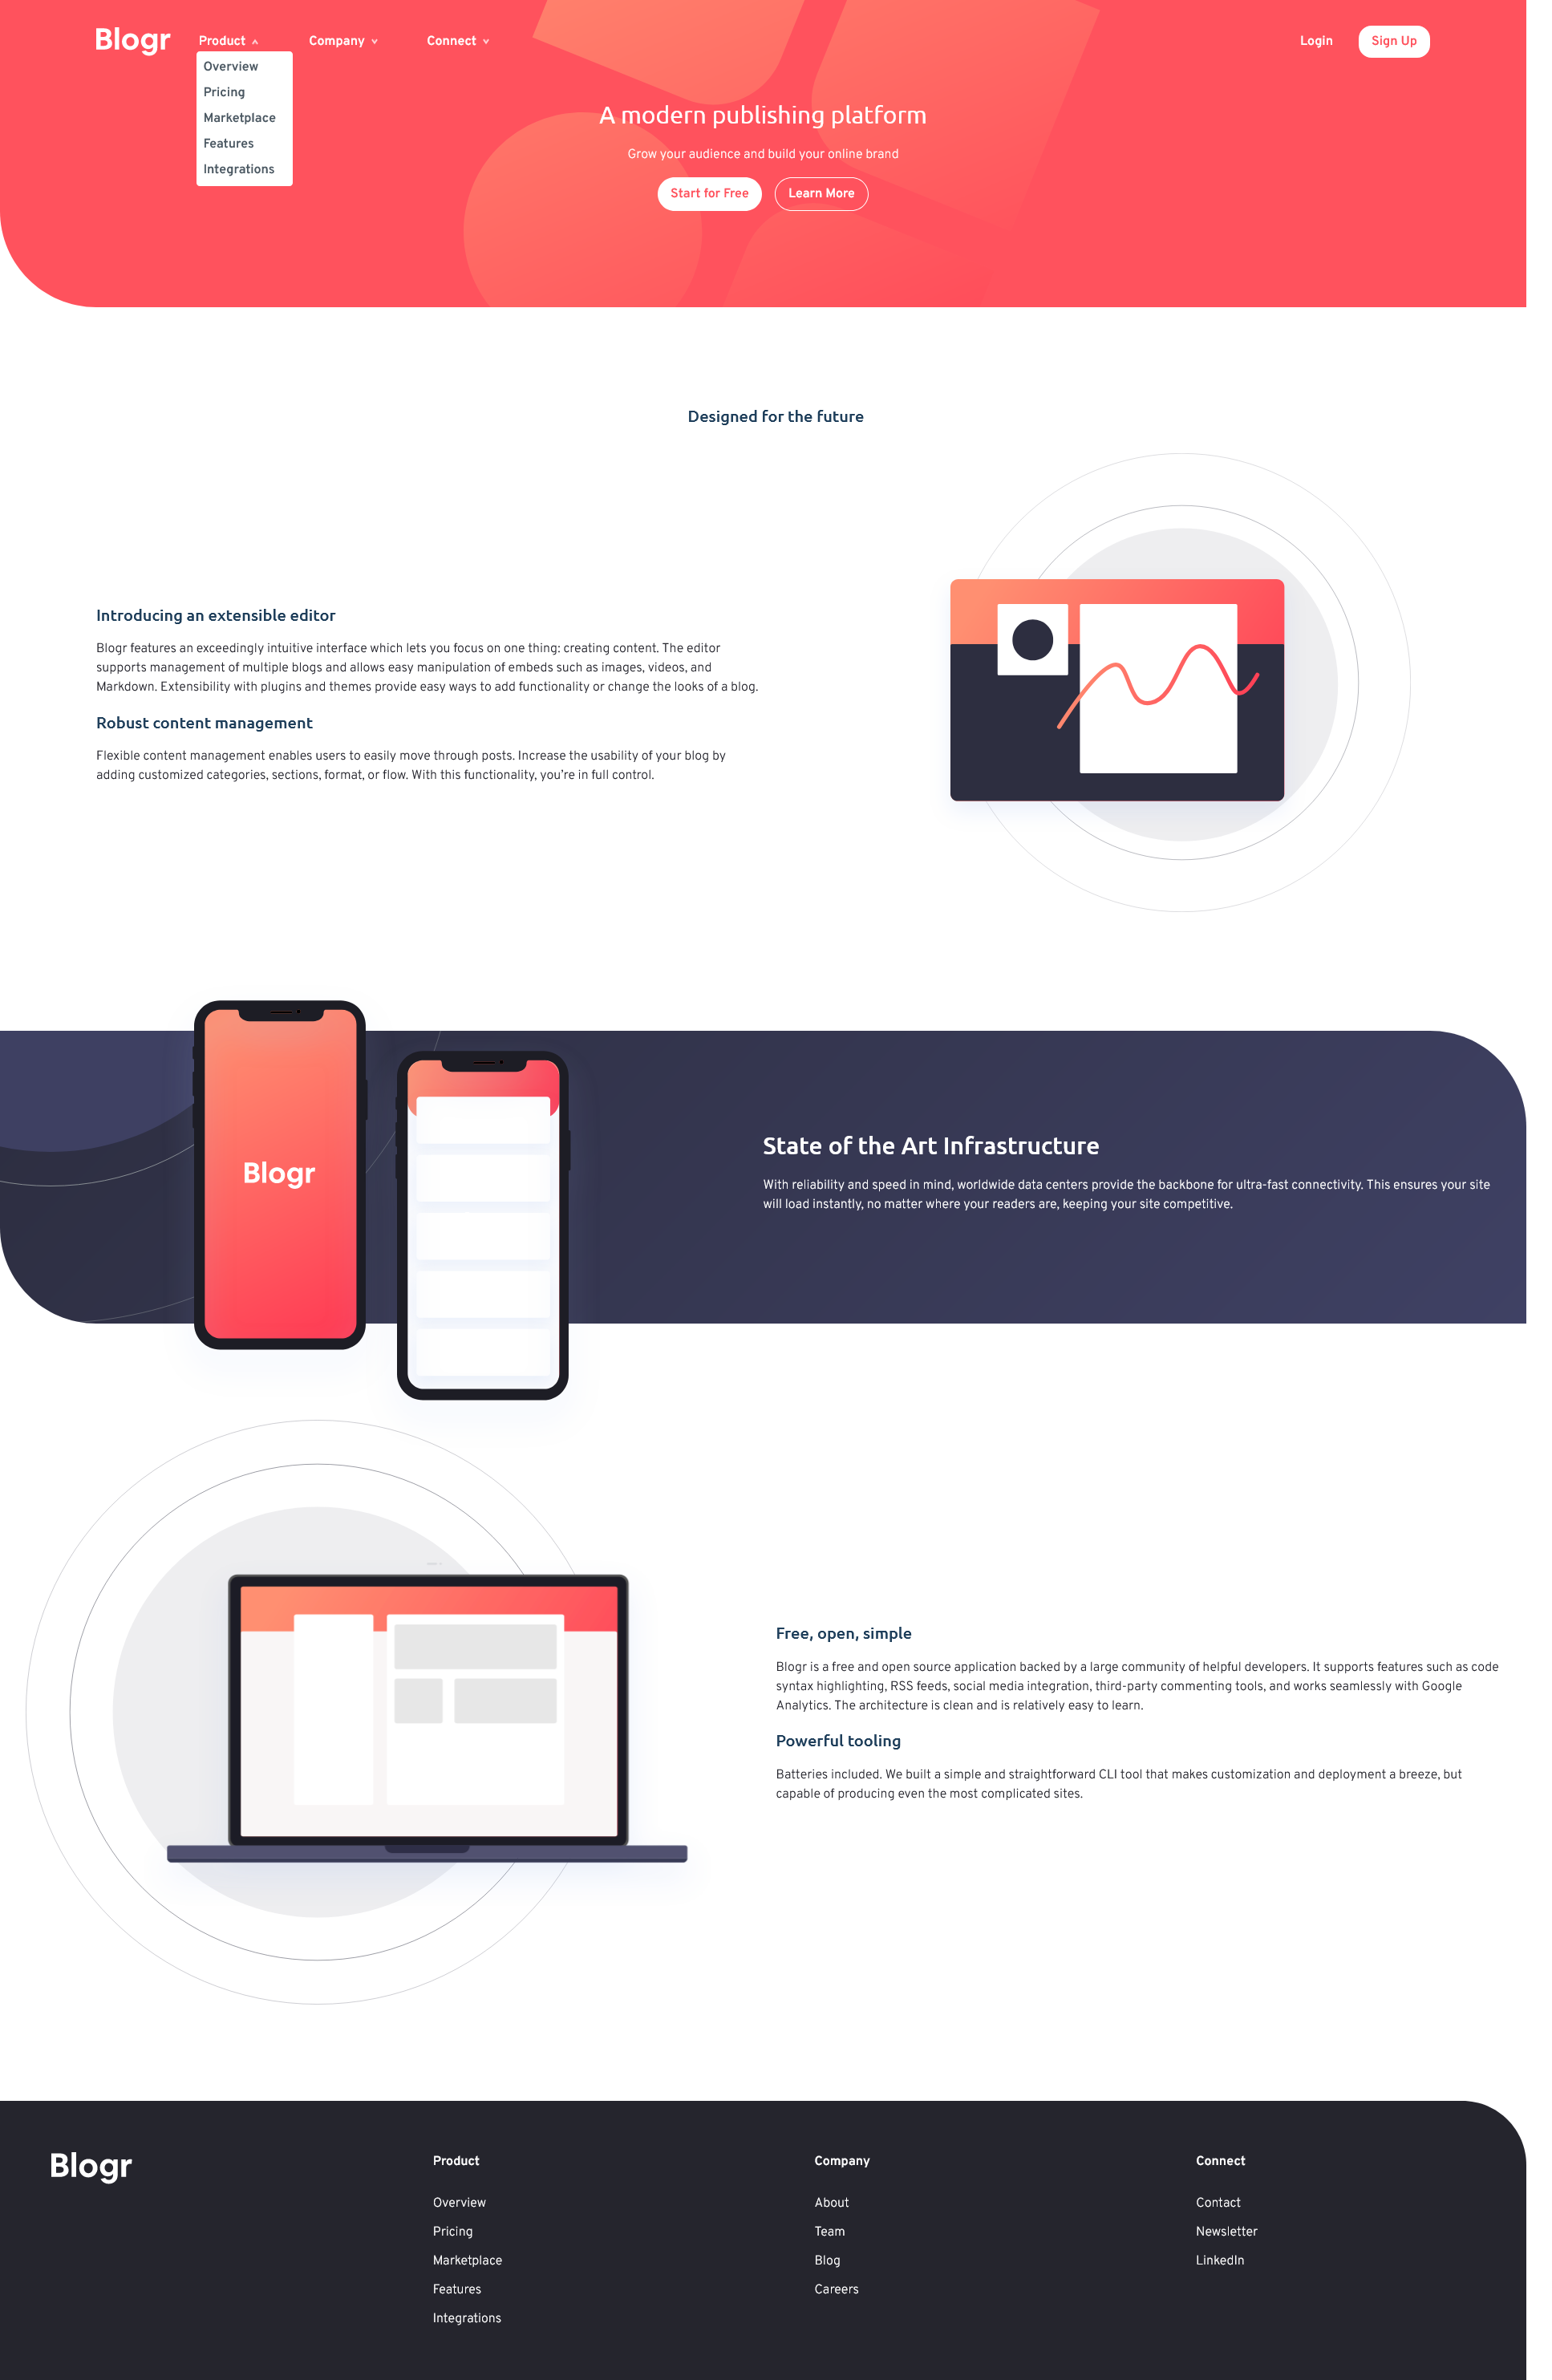 Blogr
Product
Company
Connect
Login
Sign Up
Overview
Pricing
Marketplace
Features
Integrations
A modern publishing platform
Grow your audience and build your online brand
Start for Free
Learn More
Designed for the future
Introducing an extensible editor
Blogr features an exceedingly intuitive interface which lets you focus on one thing: creating content. The editor
supports management of multiple blogs and allows easy manipulation of embeds such as images, videos, and
Markdown. Extensibility with plugins and themes provide easy ways to add functionality or change the looks of a blog.
Robust content management
Flexible content management enables users to easily move through posts. Increase the usability of your blog by
adding customized categories, sections, format, or flow. With this functionality, you're in full control.
Blogr
State of the Art Infrastructure
With reliability and speed in mind, worldwide data centers provide the backbone for ultra-fast connectivity. This ensures your site
will load instantly, no matter where your readers are, keeping your site competitive.
Free, open, simple
Blogr is a free and open source application backed by a large community of helpful developers. It supports features such as code
syntax highlighting, RSS feeds, social media integration, third-party commenting tools, and works seamlessly with Google
Analytics. The architecture is clean and is relatively easy to learn.
Powerful tooling
Batteries included. We built a simple and straightforward CLI tool that makes customization and deployment a breeze, but
capable of producing even the most complicated sites.
Blogr
Product
Overview
Pricing
Marketplace
Features
Integrations
Company
About
Team
Blog
Careers
Connect
Contact
Newsletter
LinkedIn